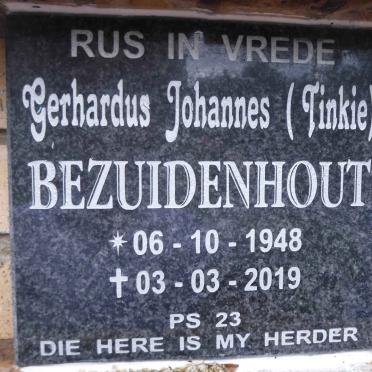 RUS IN VREDE
Gerhardus Johannes (Tinkie)
BEZUIDENHOUT
* 06 - 10 - 1948
✝ 03 - 03 - 2019
PS 23
DIE HERE IS MY HERDER